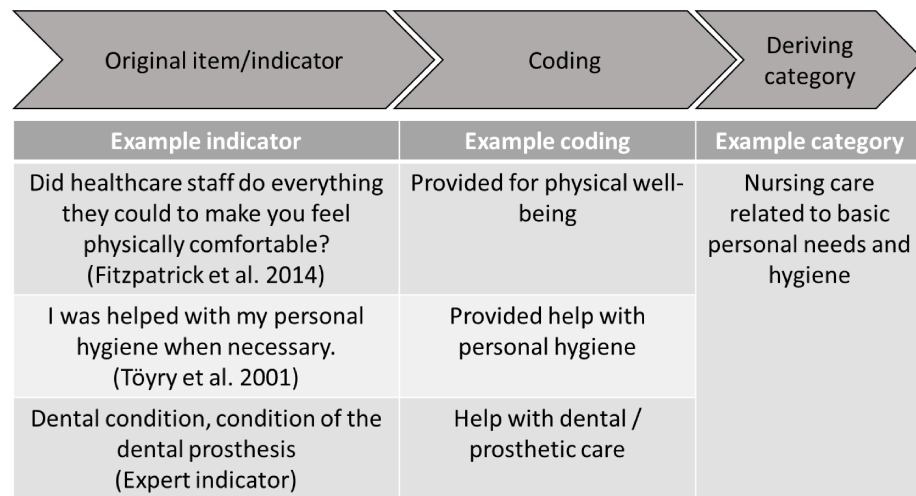 Original item/indicator
Coding
Deriving
category
Example indicator
Example coding
Example category
Did healthcare staff do everything
they could to make you feel
physically comfortable?
(Fitzpatrick et al. 2014)
Provided for physical well-
being
Nursing care
related to basic
personal needs and
hygiene
I was helped with my personal
hygiene when necessary.
(Töyry et al. 2001)
Provided help with
personal hygiene
Dental condition, condition of the
dental prosthesis
(Expert indicator)
Help with dental /
prosthetic care